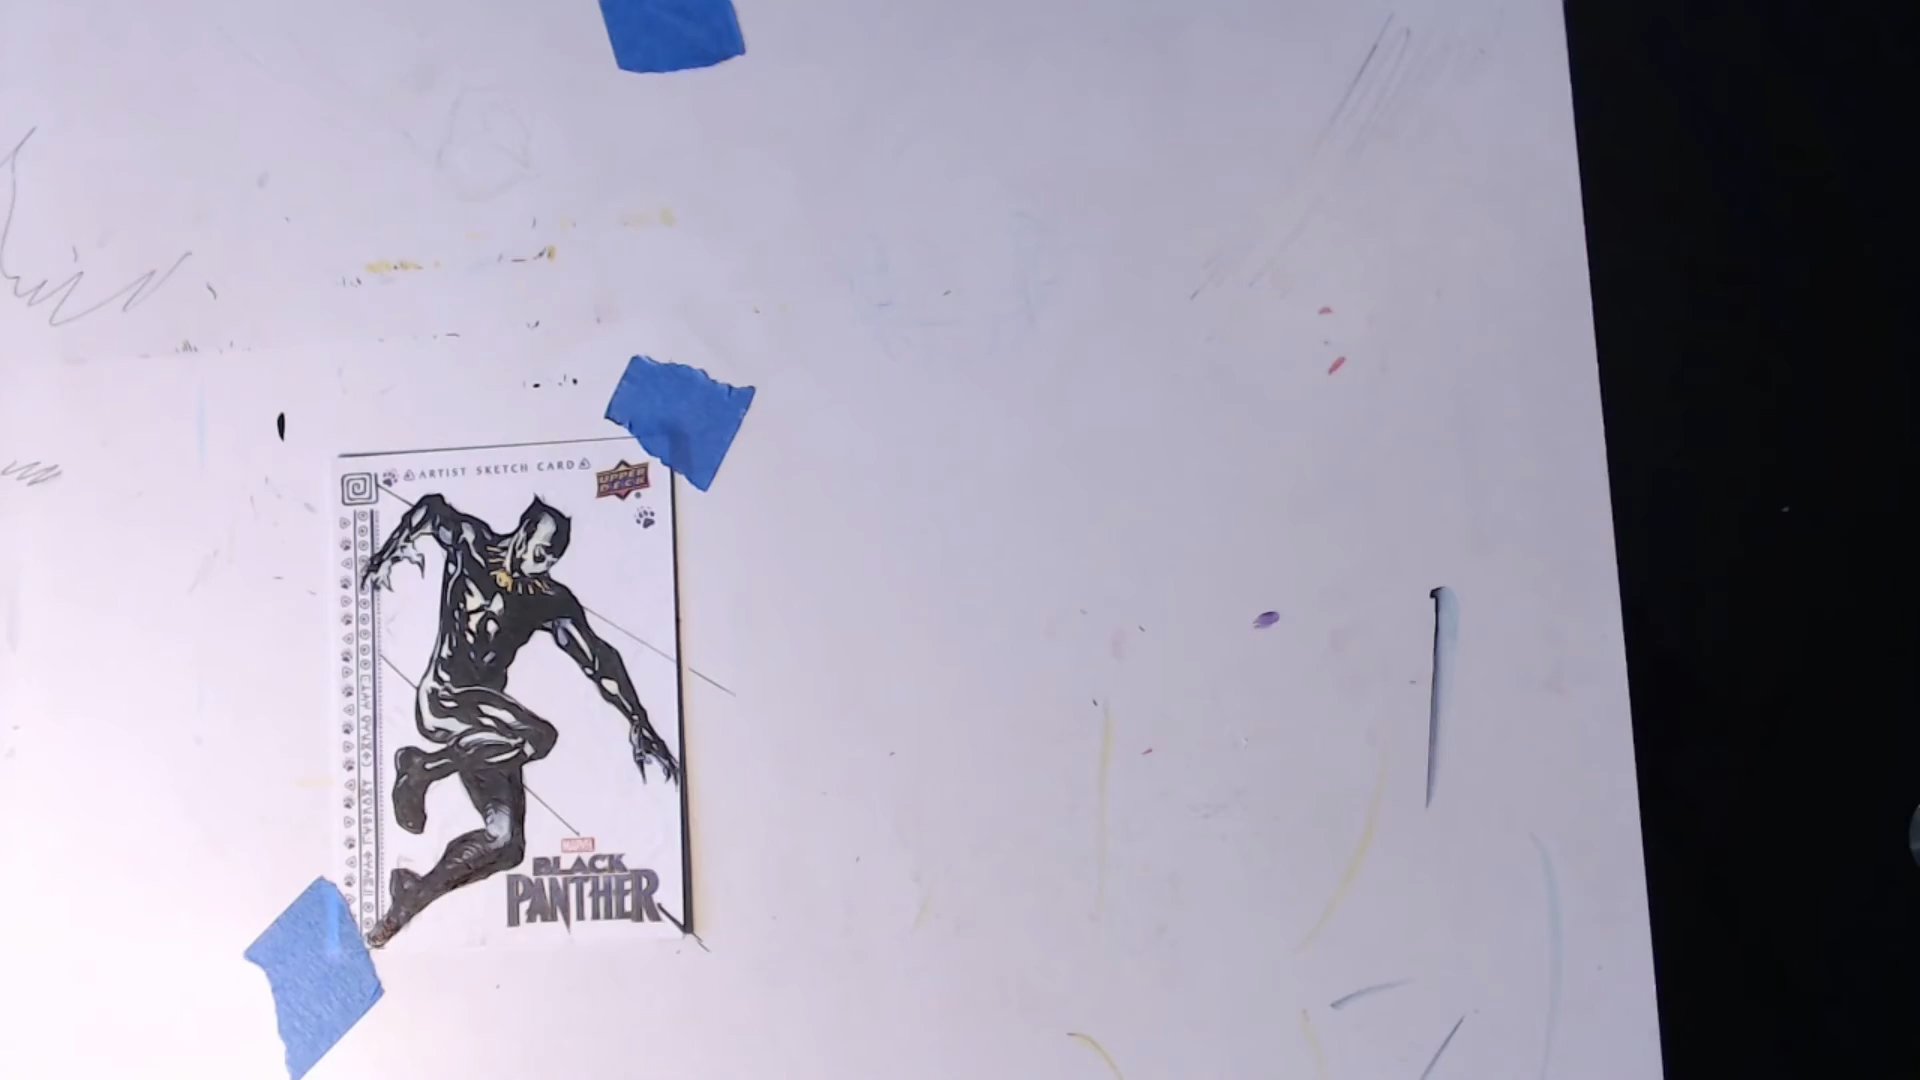 ARTIST SKETCH CARD
UPPER
DECK
MARVEL
BLACK
PANTHER